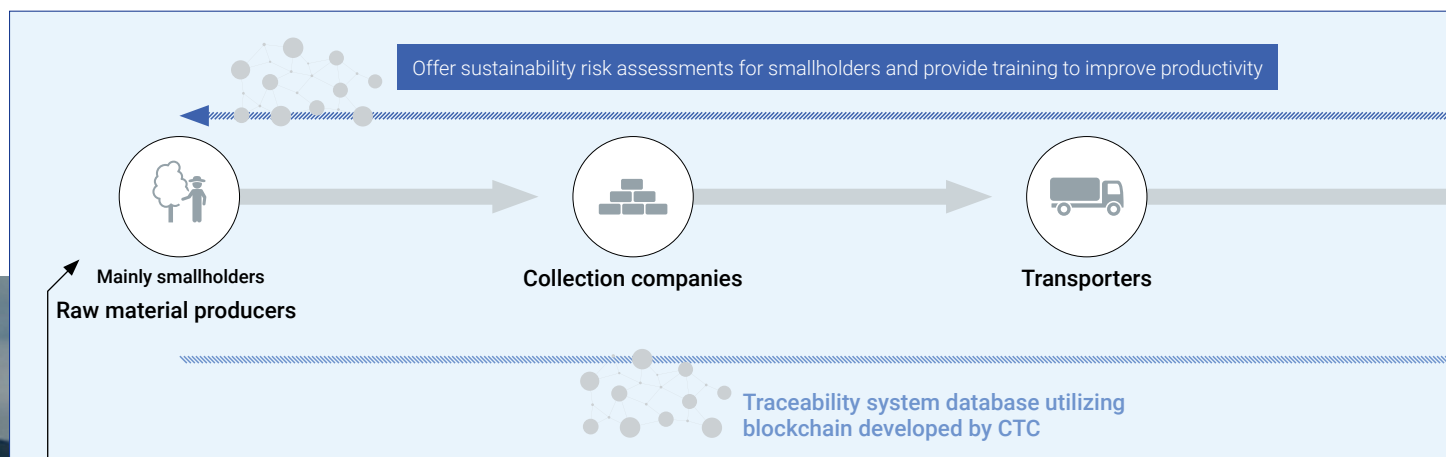 Offer sustainability risk assessments for smallholders and provide training to improve productivity
Mainly smallholders
Raw material producers
Collection companies
Transporters
Traceability system database utilizing
blockchain developed by CTC